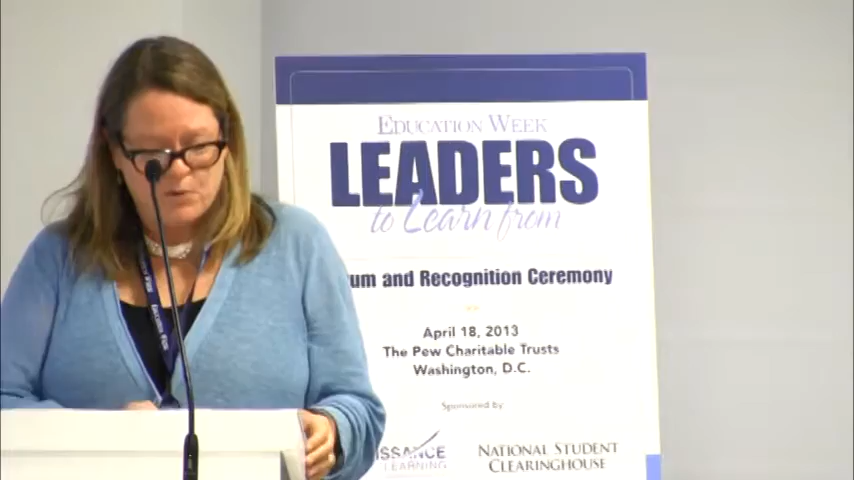 EDUCATION WEEK
LEADERS
to Learn from
um and Recognition Ceremony
April 18, 2013
The Pew Charitable Trusts
Washington, D.C.
Sponsored by
ISSANCE
LEARNING
NATIONAL STUDENT
CLEARINGHOUSE